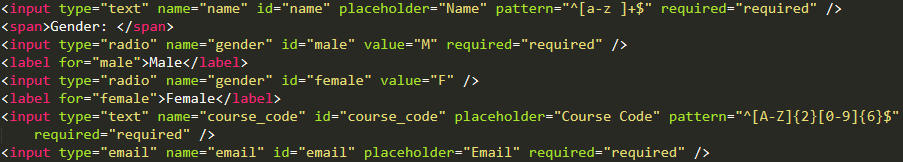 <input type="text" name="name" id="name" placeholder="Name" pattern="^[a-z ]+$" required="required" />
<span>Gender: </span>
<input type="radio" name="gender" id="male" value="M" required="required" />
<label for="male">Male</label>
<input type="radio" name="gender" id="female" value="F" />
<label for="female">Female</label>
<input type="text" name="course_code" id="course_code" placeholder="Course Code" pattern="^[A-Z]{2}[0-9]{6}$"
required="required" />
<input type="email" name="email" id="email" placeholder="Email" required="required" />